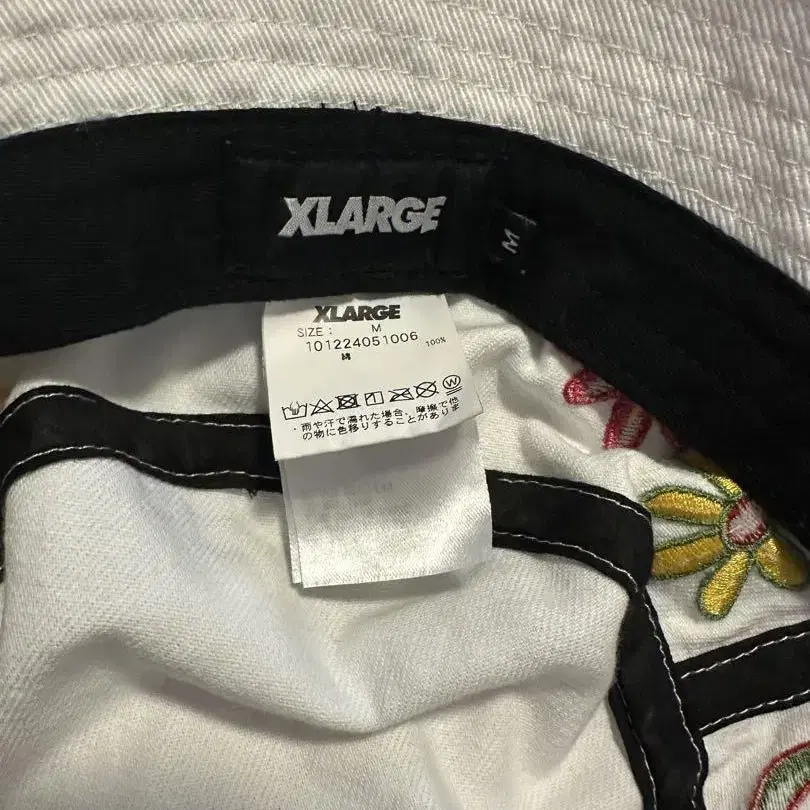 XLARGE
M
XLARGE
SIZE : M
101224051006
綿 100%
W
・雨や汗で濡れた場合、摩擦で他
の物に色移りすることがありま